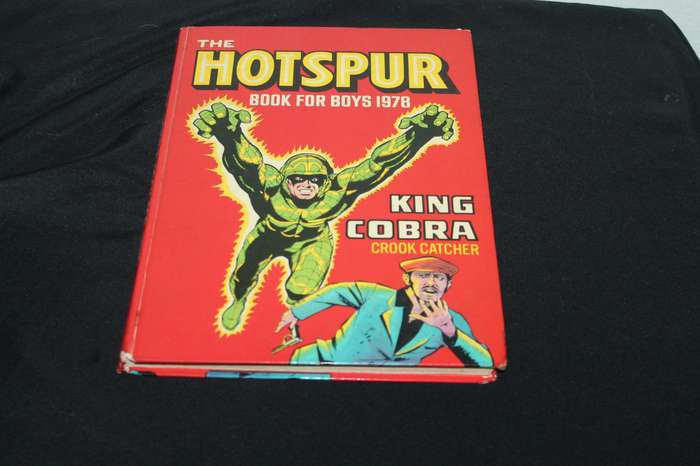 THE
HOTSPUR
BOOK FOR BOYS 1978
KING
COBRA
CROOK CATCHER